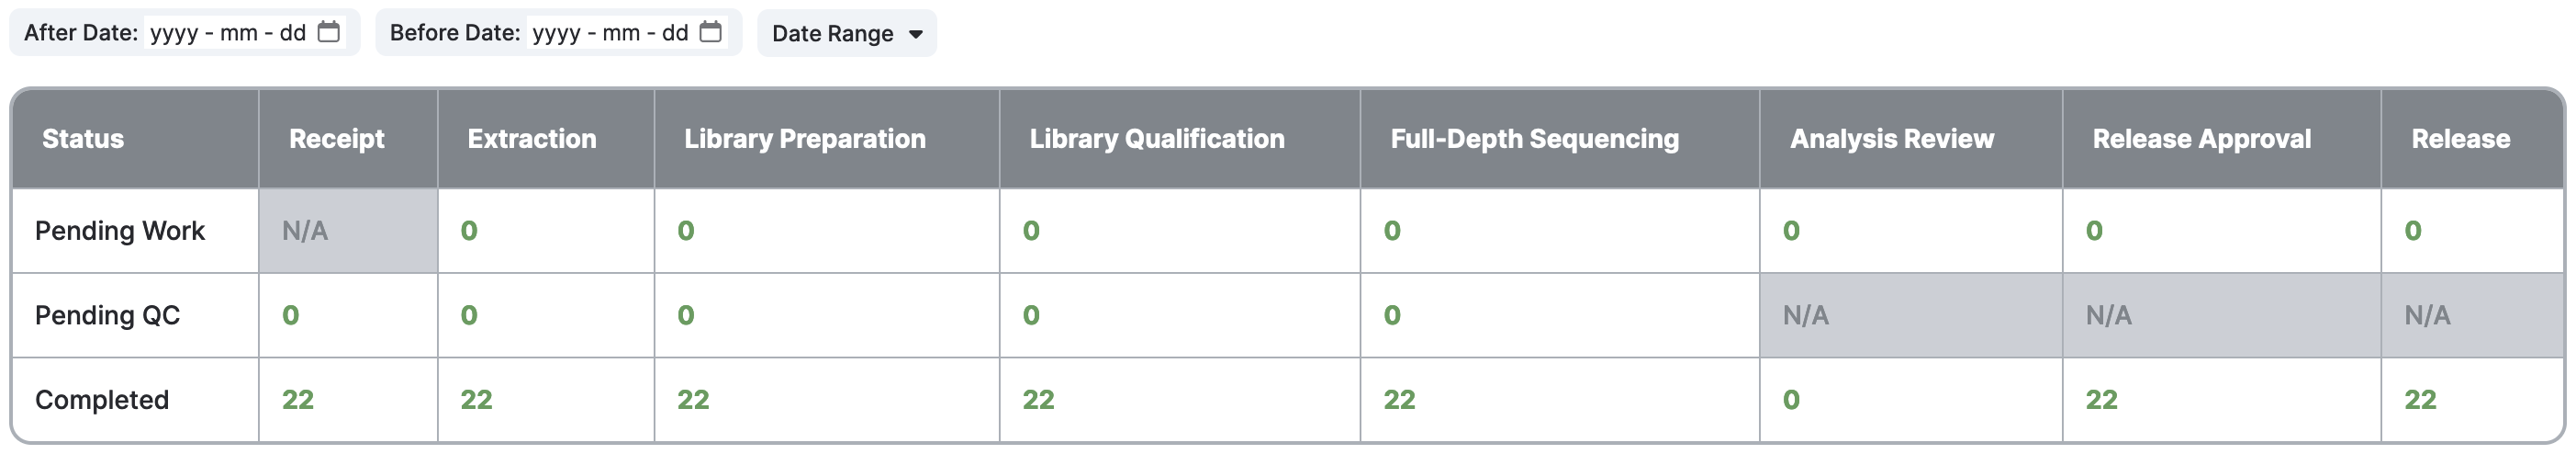 After Date: yyyy - mm - dd Before Date: yyyy - mm - dd Date Range
Status Receipt Extraction Library Preparation Library Qualification Full-Depth Sequencing Analysis Review Release Approval Release
Pending Work N/A 0 0 0 0 0 0 0
Pending QC 0 0 0 0 0 N/A N/A N/A
Completed 22 22 22 22 22 0 22 22